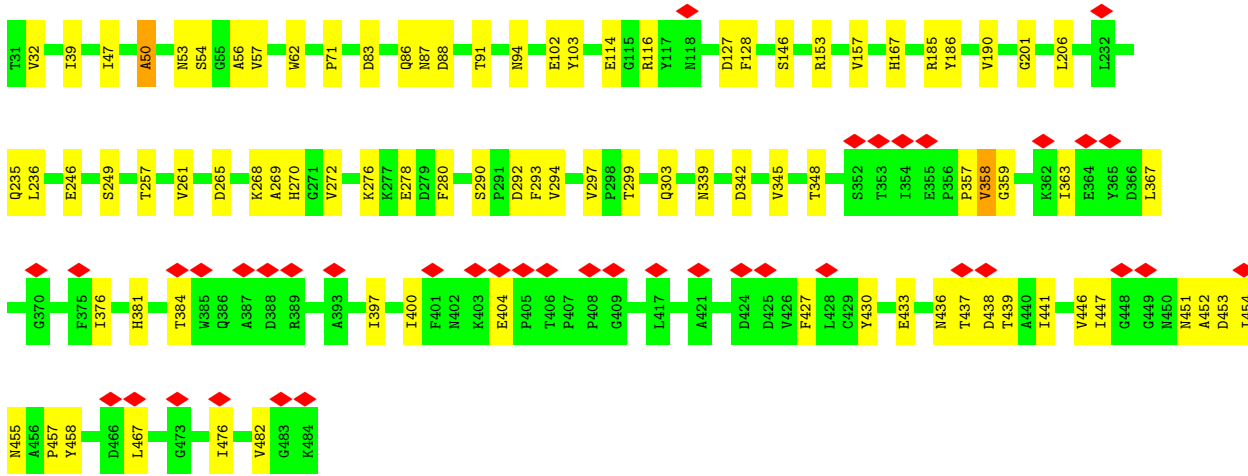 T31 V32 I39 I47 A50 N53 S54 G55 A56 V57 W62 P71 D83 Q86 N87 D88 T91 N94 E102 Y103 E114 G115 R116 Y117 N118 D127 F128 S146 R153 V157 H167 R185 Y186 V190 G201 L206 L232
Q235 L236 E246 S249 T257 V261 D265 K268 A269 H270 G271 V272 K276 K277 E278 D279 F280 S290 P291 D292 F293 V294 V297 P298 T299 Q303 N339 D342 V345 T348 S352 T353 I354 E355 P356 P357 V358 G359 K362 I363 E364 Y365 D366 L367
G370 F375 I376 H381 T384 W385 Q386 A387 D388 R389 A393 I397 I400 F401 N402 K403 E404 P405 T406 P407 P408 G409 L417 A421 D424 D425 V426 F427 L428 C429 Y430 E433 N436 T437 D438 T439 A440 I441 V446 I447 G448 G449 N450 N451 A452 D453 I454
N455 A456 P457 Y458 D466 L467 G473 I476 V482 G483 K484